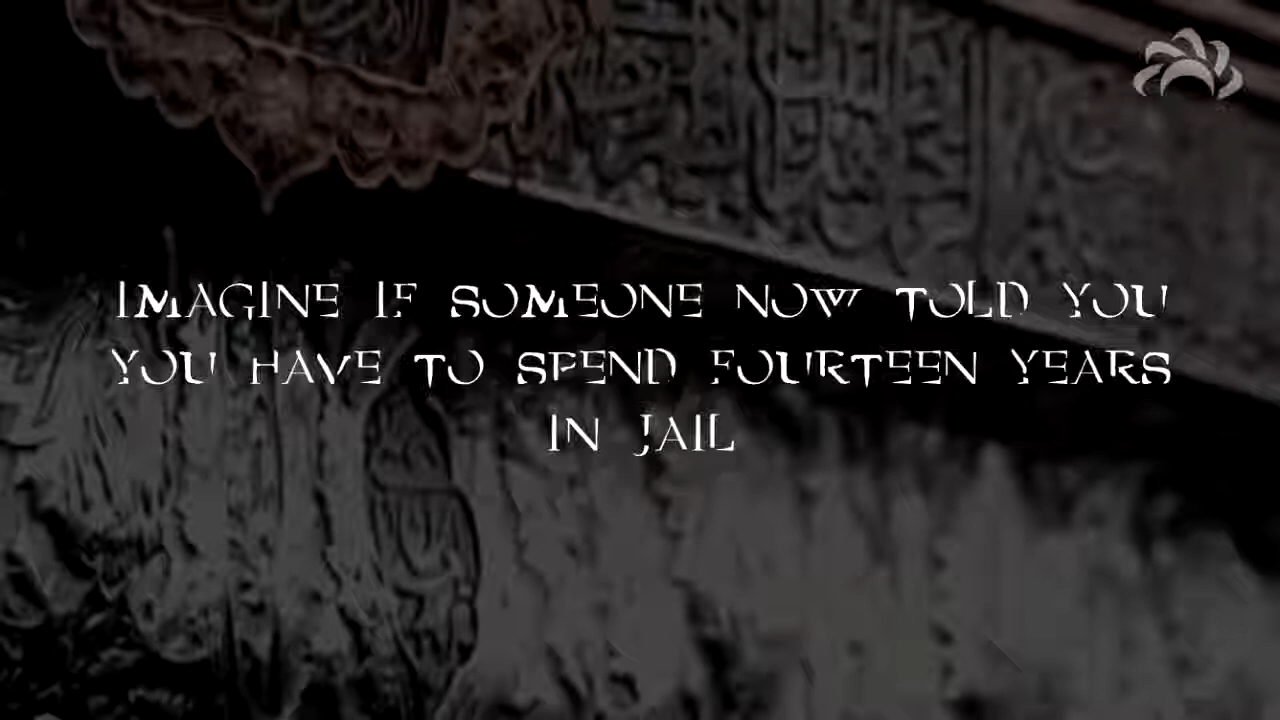 IMAGINE IF SOMEONE NOW TOLD YOU
YOU HAVE TO SPEND FOURTEEN YEARS
IN JAIL